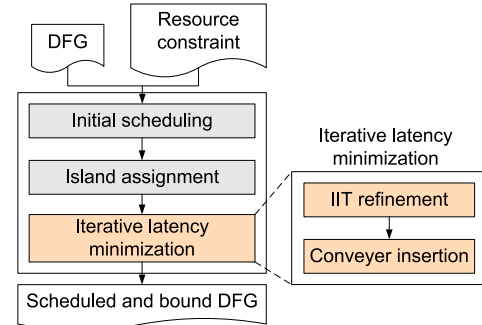 DFG
Resource
constraint
Initial scheduling
Island assignment
Iterative latency
minimization
Scheduled and bound DFG
Iterative latency
minimization
IIT refinement
Conveyer insertion